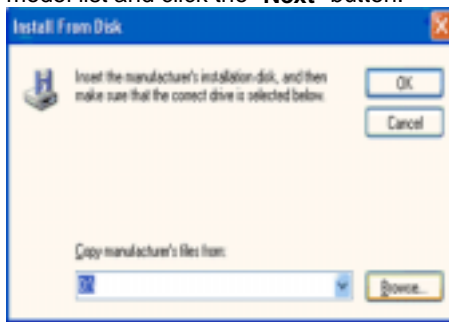 model list and click the "Next" button.
Install From Disk
Insert the manufacturer's installation disk, and then
make sure that the correct drive is selected below.
OK
Cancel
Copy manufacturer's files from:
Browse...